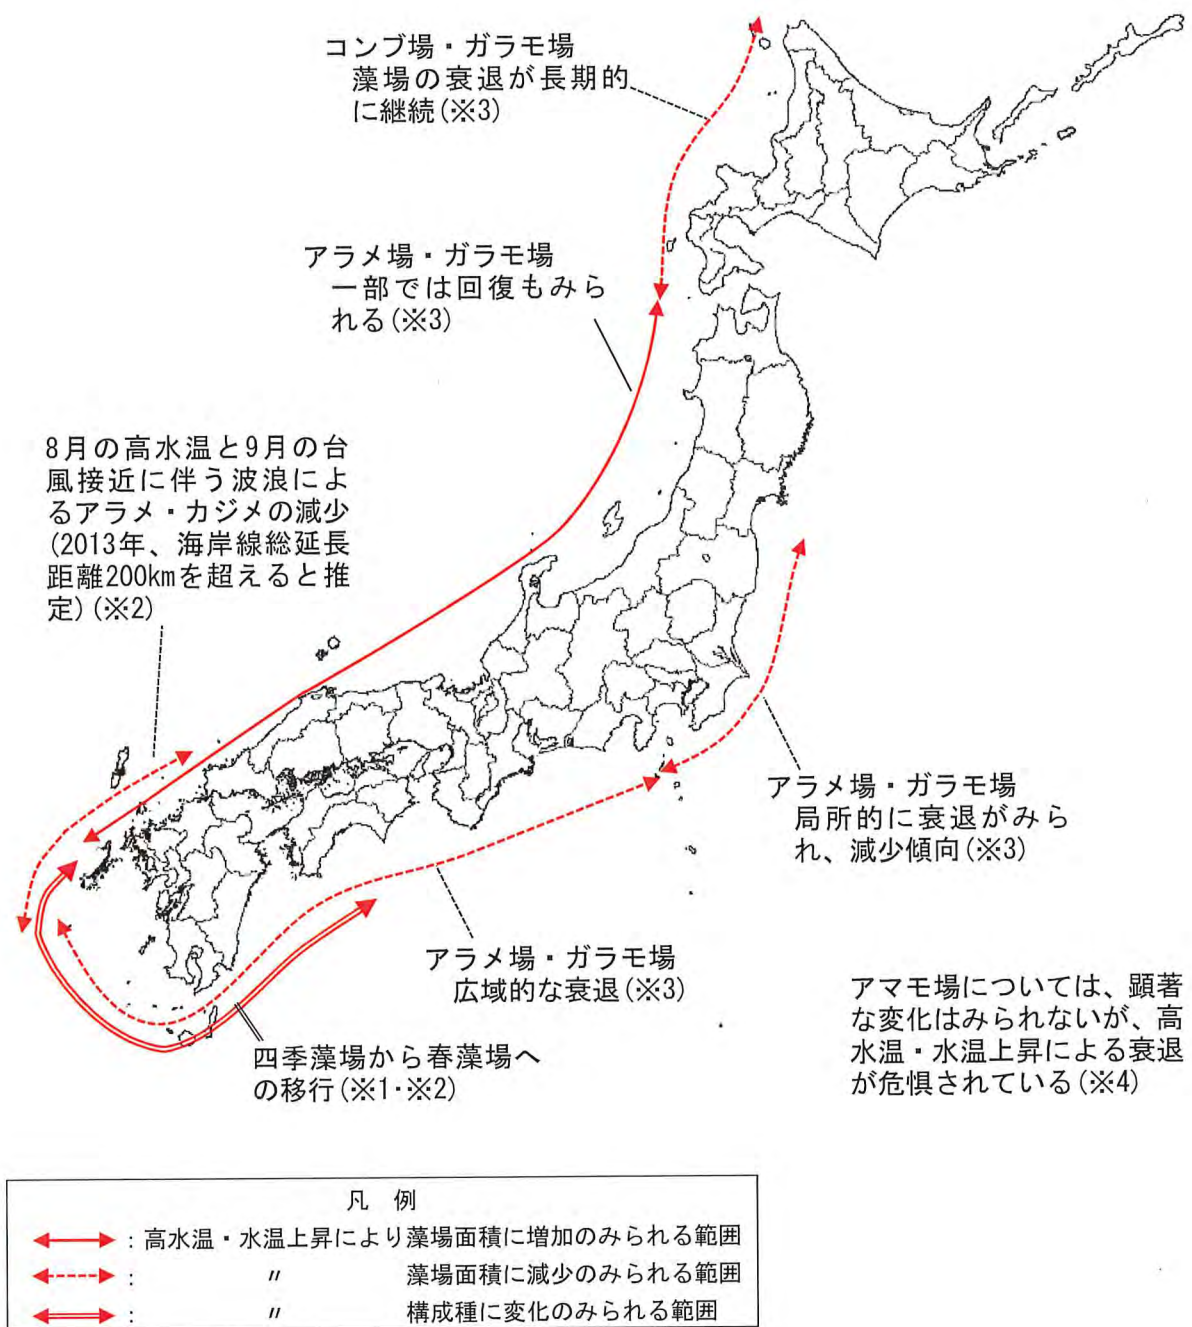 コンブ場・ガラモ場
藻場の衰退が長期的
に継続(※3)
アラメ場・ガラモ場
一部では回復もみら
れる(※3)
8月の高水温と9月の台
風接近に伴う波浪によ
るアラメ・カジメの減少
(2013年、海岸線総延長
距離200kmを超えると推
定)(※2)
アラメ場・ガラモ場
局所的に衰退がみら
れ、減少傾向(※3)
アラメ場・ガラモ場
広域的な衰退(※3)
四季藻場から春藻場へ
の移行(※1・※2)
アマモ場については、顕著
な変化はみられないが、高
水温・水温上昇による衰退
が危惧されている(※4)
凡 例
：高水温・水温上昇により藻場面積に増加のみられる範囲
： 〃 藻場面積に減少のみられる範囲
： 〃 構成種に変化のみられる範囲